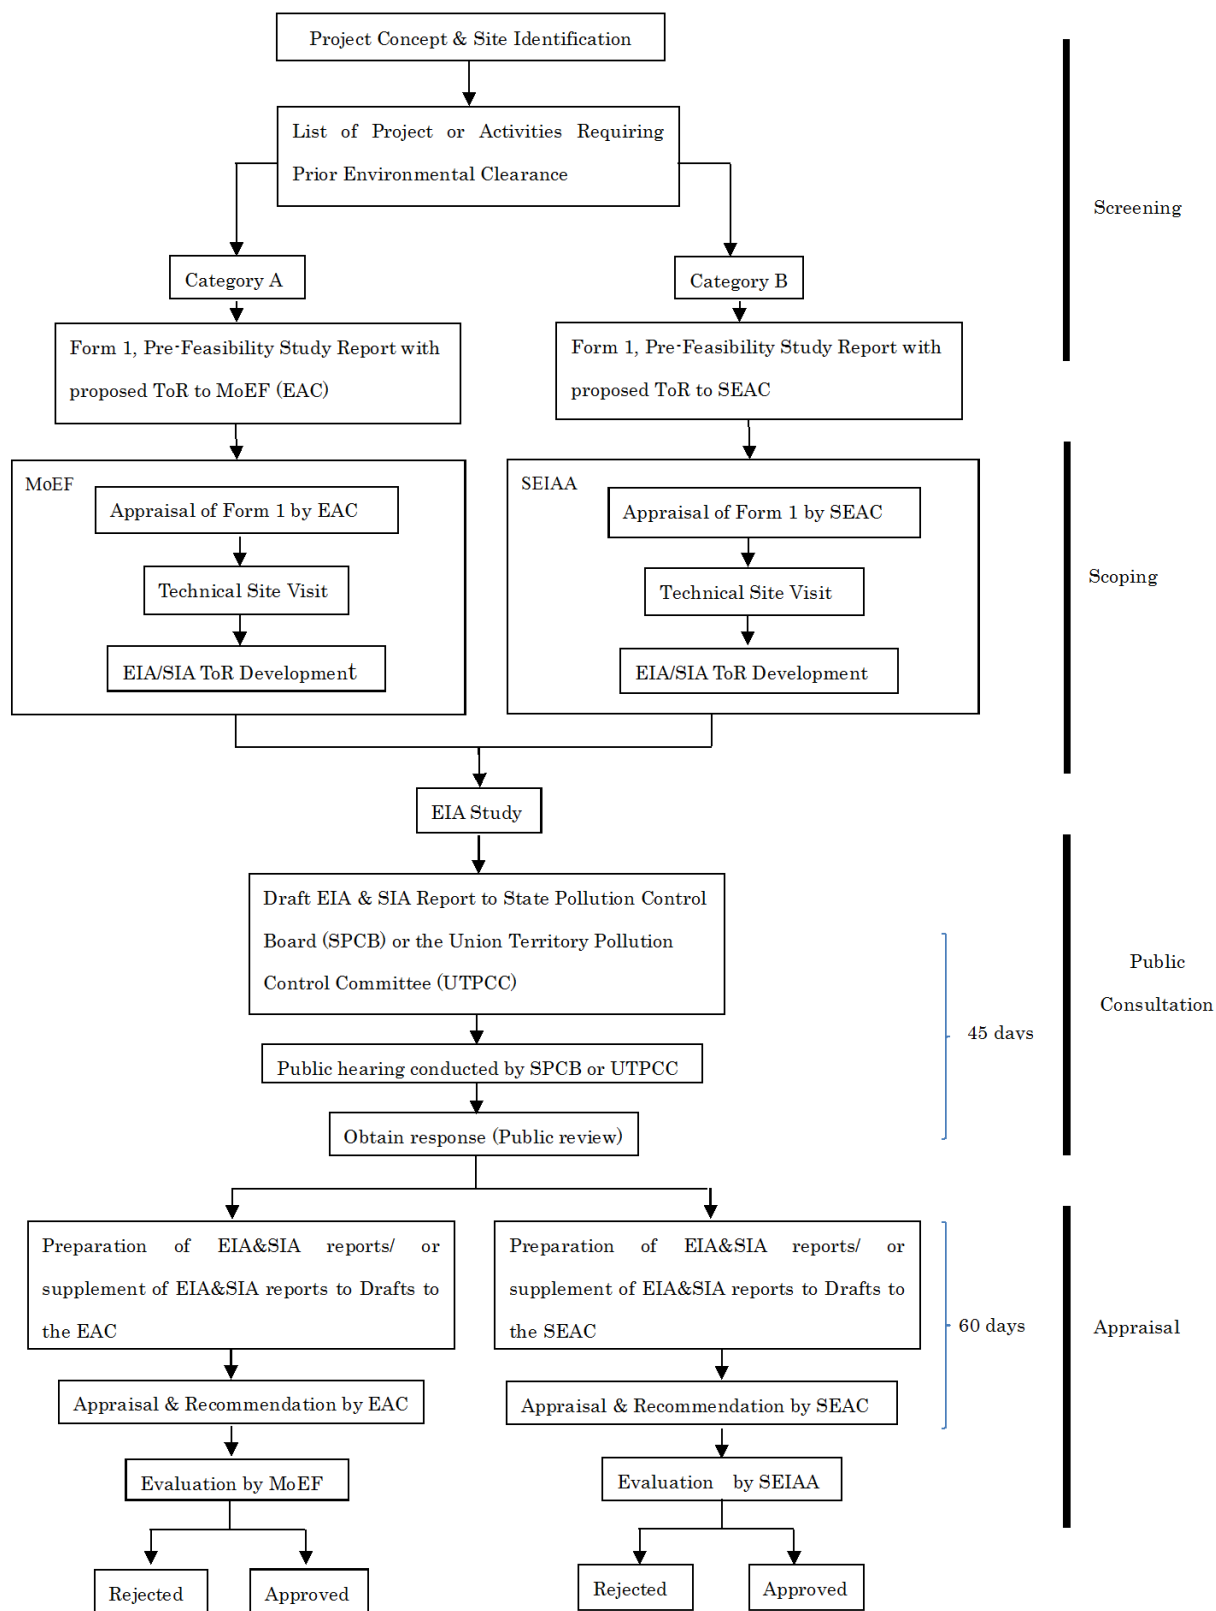 Project Concept & Site Identification
List of Project or Activities Requiring
Prior Environmental Clearance
Screening
Category A
Category B
Form 1, Pre-Feasibility Study Report with
proposed ToR to MoEF (EAC)
Form 1, Pre-Feasibility Study Report with
proposed ToR to SEAC
MoEF
Appraisal of Form 1 by EAC
Technical Site Visit
EIA/SIA ToR Development
SEIAA
Appraisal of Form 1 by SEAC
Technical Site Visit
EIA/SIA ToR Development
Scoping
EIA Study
Draft EIA & SIA Report to State Pollution Control
Board (SPCB) or the Union Territory Pollution
Control Committee (UTPCC)
Public hearing conducted by SPCB or UTPCC
Obtain response (Public review)
45 days
Public
Consultation
Preparation of EIA&SIA reports/ or
supplement of EIA&SIA reports to Drafts to
the EAC
Preparation of EIA&SIA reports/ or
supplement of EIA&SIA reports to Drafts to
the SEAC
60 days
Appraisal
Appraisal & Recommendation by EAC
Appraisal & Recommendation by SEAC
Evaluation by MoEF
Evaluation by SEIAA
Rejected
Approved
Rejected
Approved